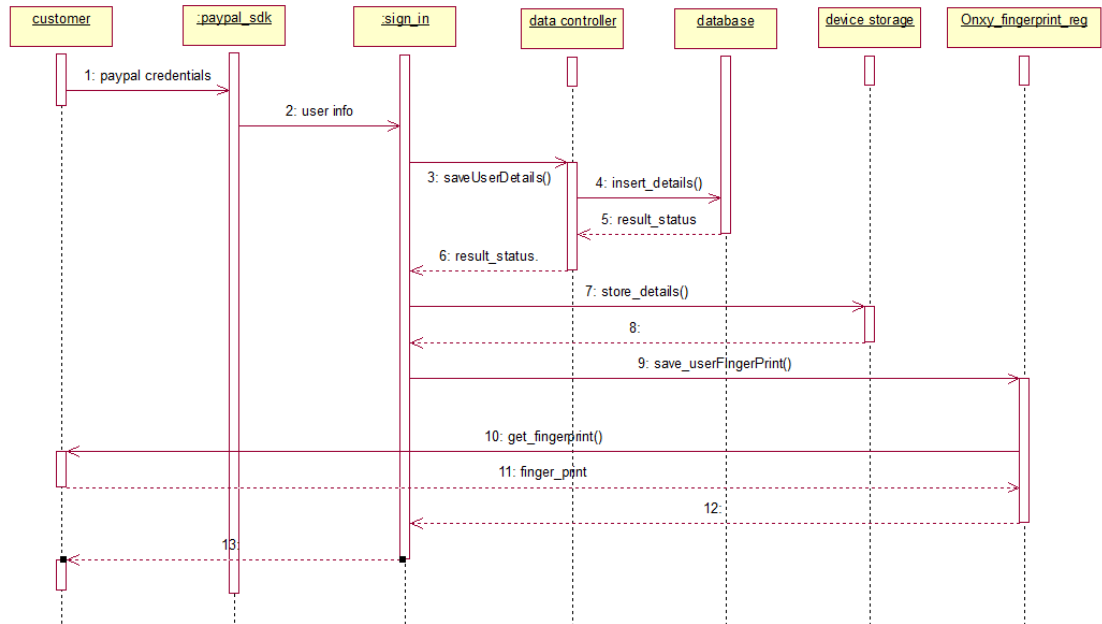 customer
:paypal_sdk
:sign_in
data controller
database
device storage
Onxy_fingerprint_reg
1: paypal credentials
2: user info
3: saveUserDetails()
4: insert_details()
5: result_status
6: result_status.
7: store_details()
8:
9: save_userFIngerPrint()
10: get_fingerprint()
11: finger_print
12:
13: